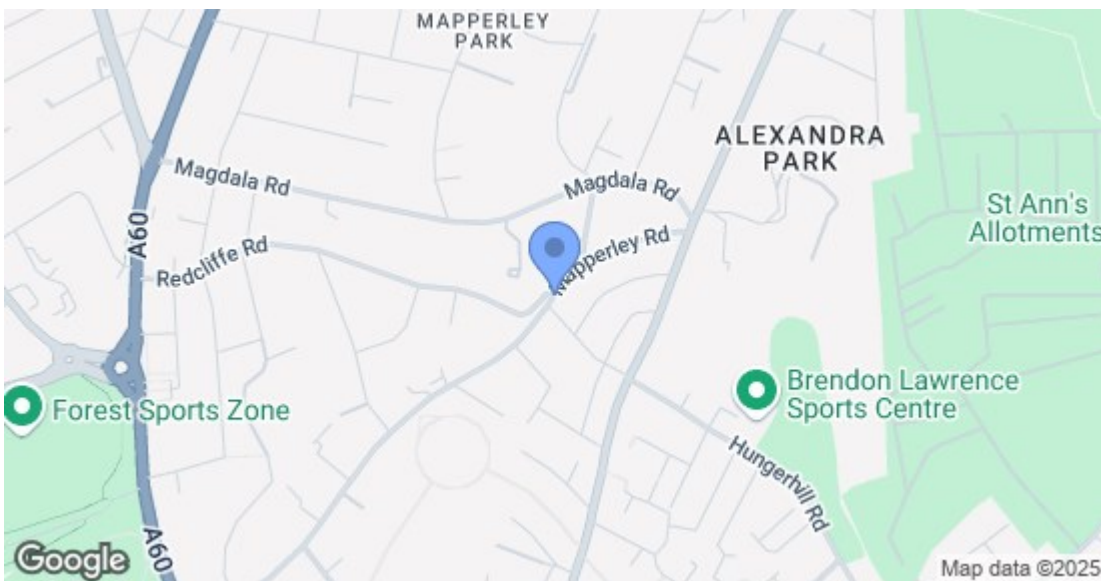 MAPPERLEY
PARK
ALEXANDRA
PARK
Magdala Rd
Magdala Rd
St Ann's
Allotments
A60
Redcliffe Rd
Mapperley Rd
Brendon Lawrence
Sports Centre
Forest Sports Zone
Hungerhill Rd
A60
Google
Map data ©2025